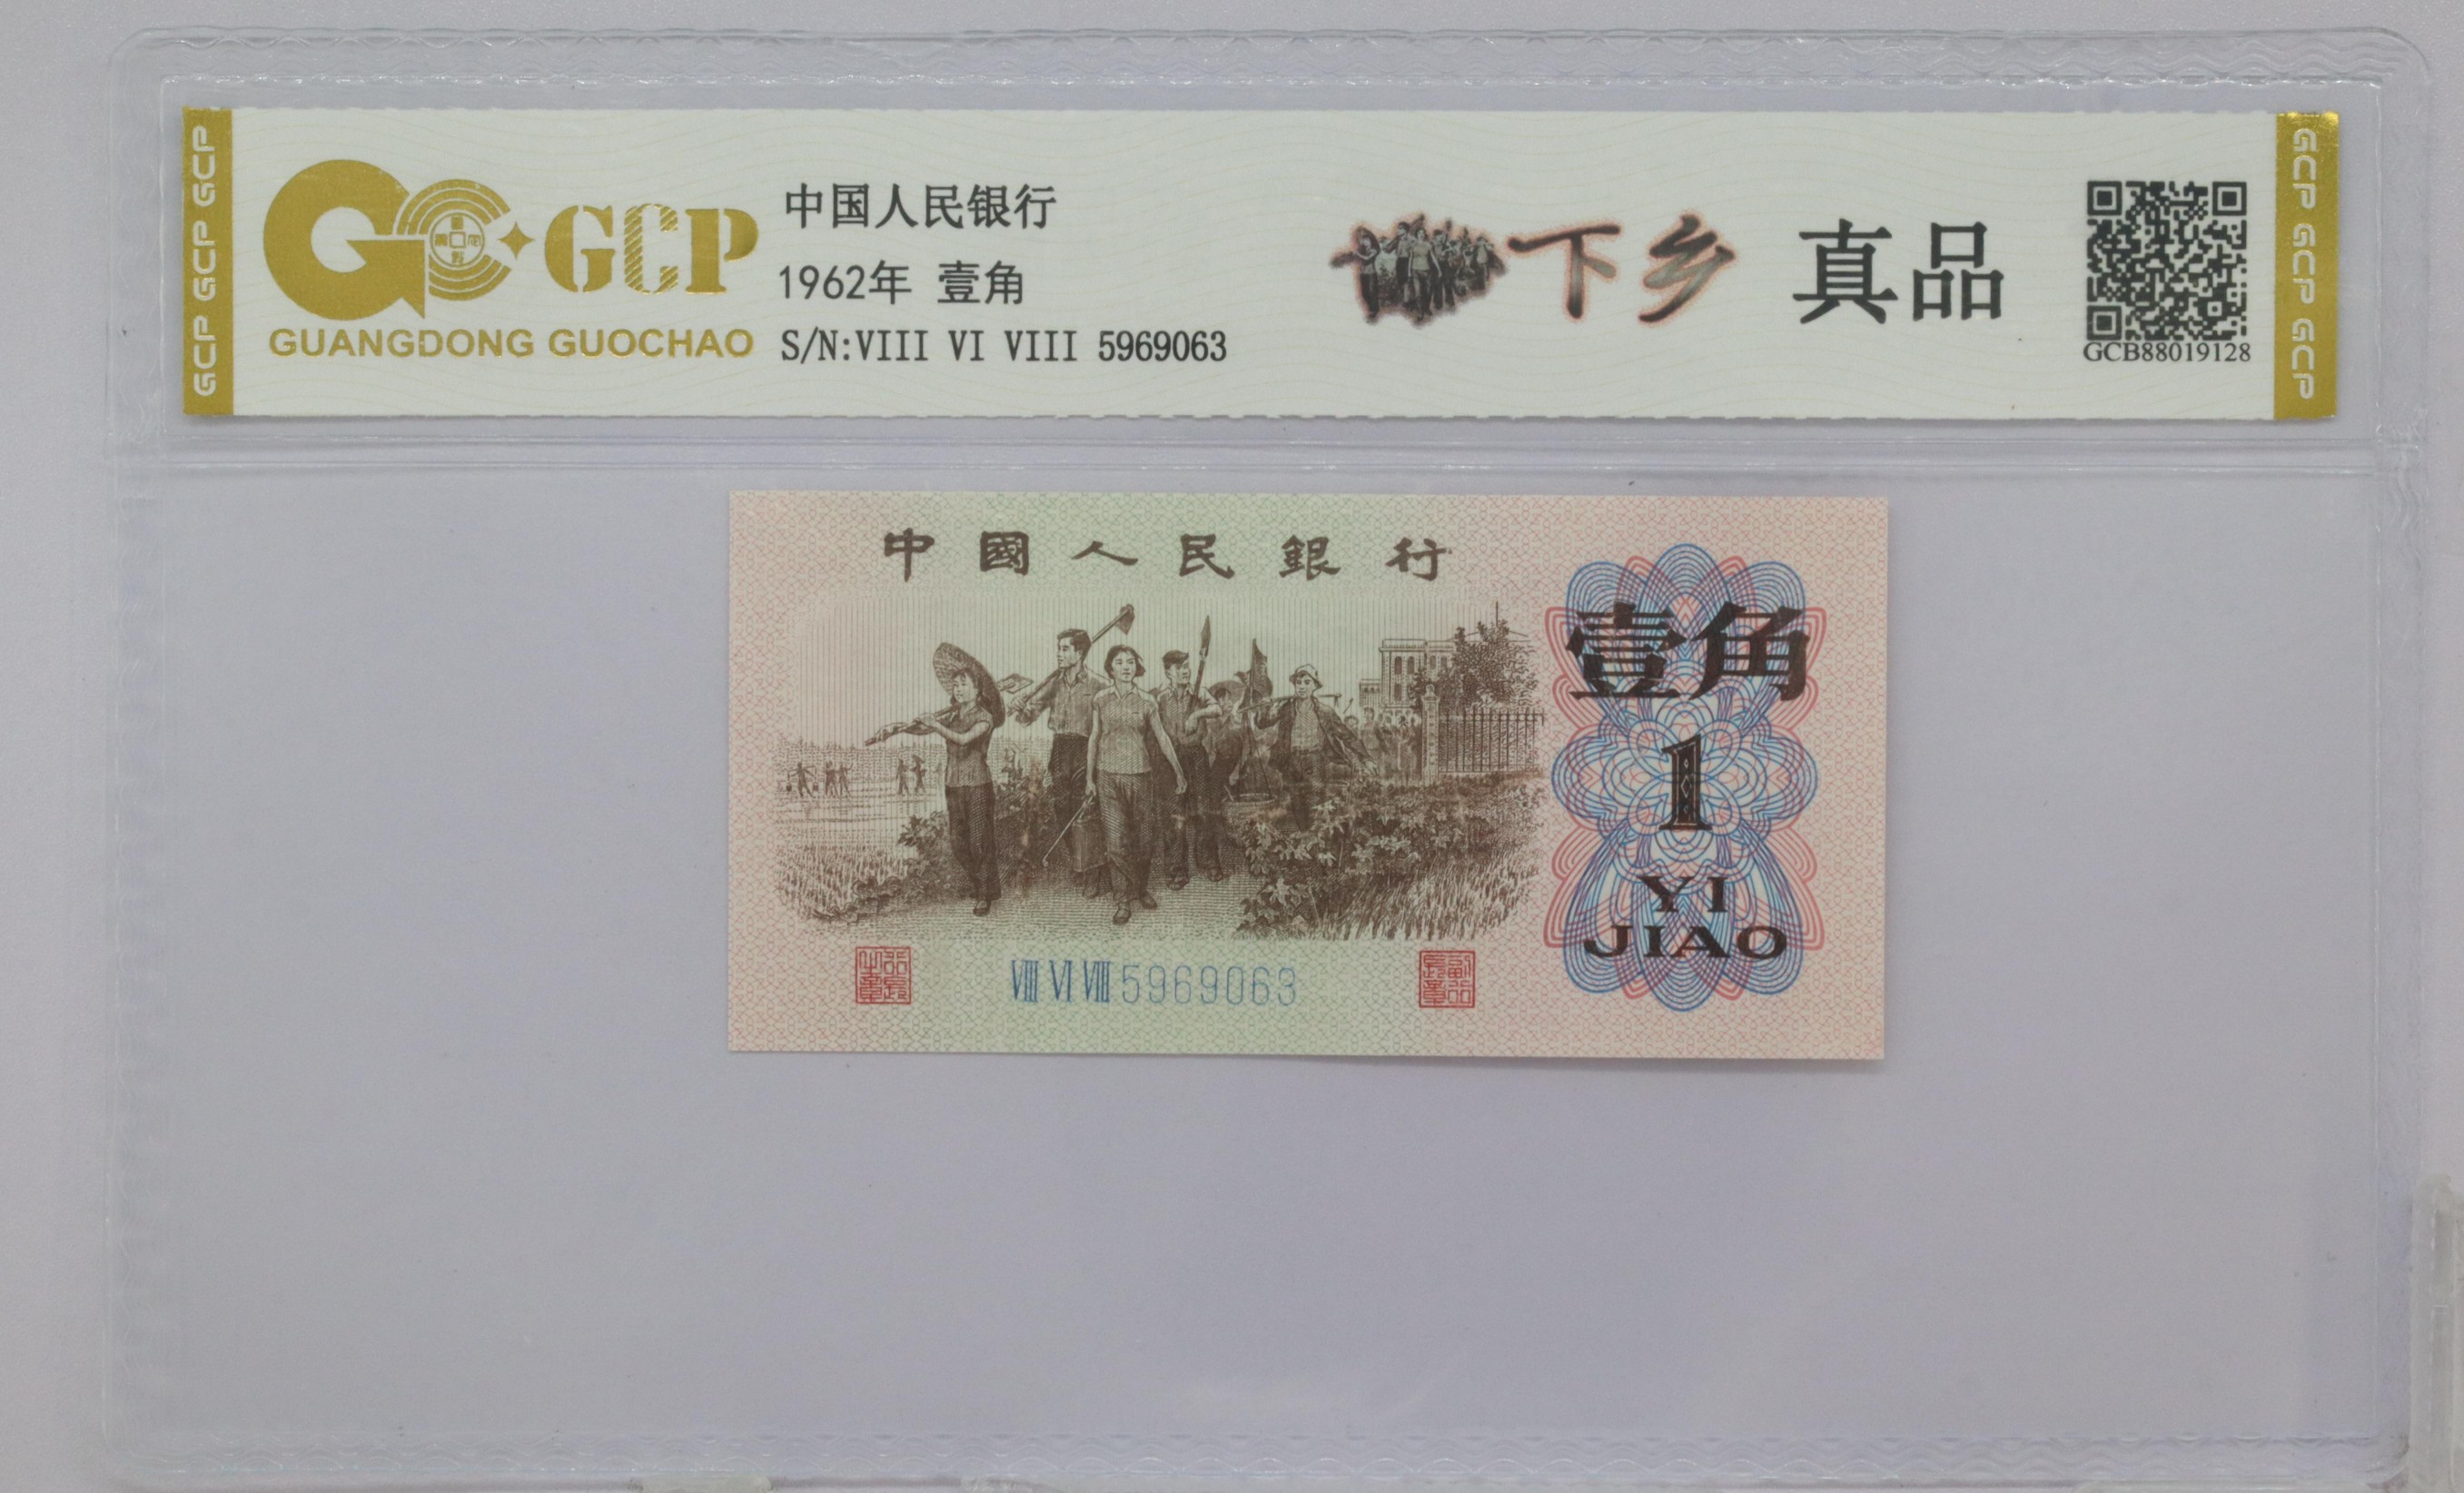 GCP GCP GCP
GCP
GUANGDONG GUOCHAO
中国人民银行
1962年 壹角
S/N:VIII VI VIII 5969063
下乡 真品
GCB88019128
GCP GCP GCP
中國人民銀行
壹角
1
YI
JIAO
VIII VI VIII 5969063